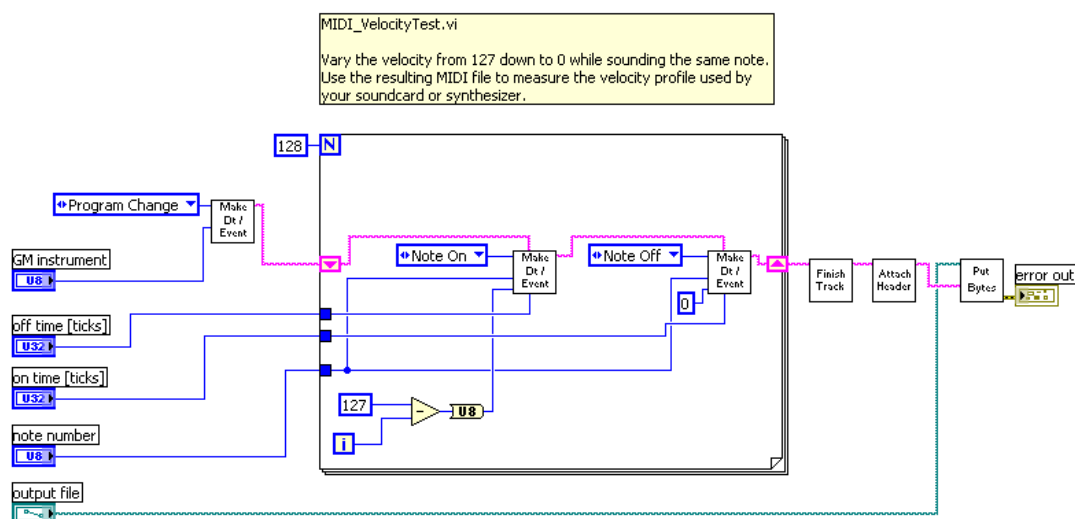 MIDI_VelocityTest.vi
Vary the velocity from 127 down to 0 while sounding the same note.
Use the resulting MIDI file to measure the velocity profile used by
your soundcard or synthesizer.
128
N
Program Change
Make
Dt /
Event
Note On
Make
Dt /
Event
Note Off
Make
Dt /
Event
0
Finish
Track
Attach
Header
Put
Bytes
error out
GM instrument
U8
off time [ticks]
U32
on time [ticks]
U32
127
-
U8
i
note number
U8
output file